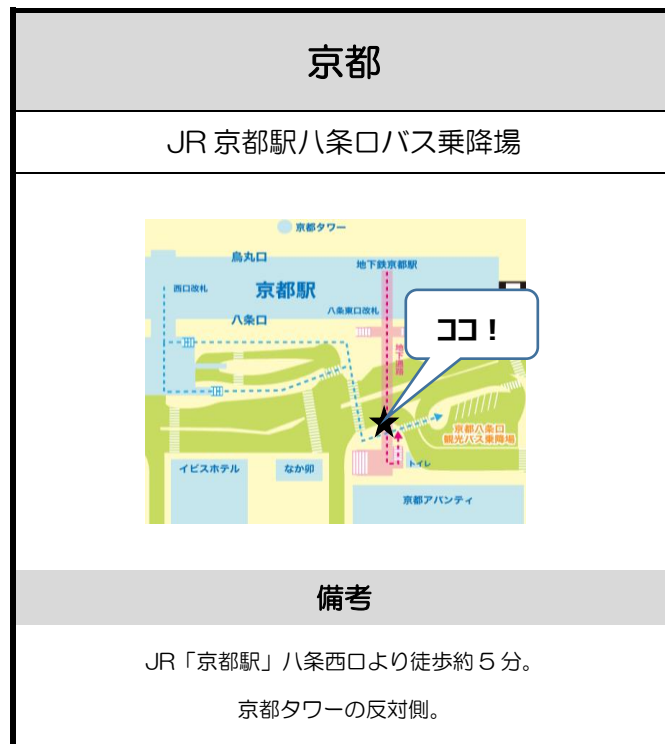 京都
JR 京都駅八条口バス乗降場
京都タワー
烏丸口
地下鉄京都駅
西口改札
京都駅
八条東口改札
八条口
ココ！
地下通路
京都八条口
観光バス乗降場
イビスホテル
なか卯
トイレ
京都アバンティ
備考
JR「京都駅」八条西口より徒歩約 5 分。
京都タワーの反対側。